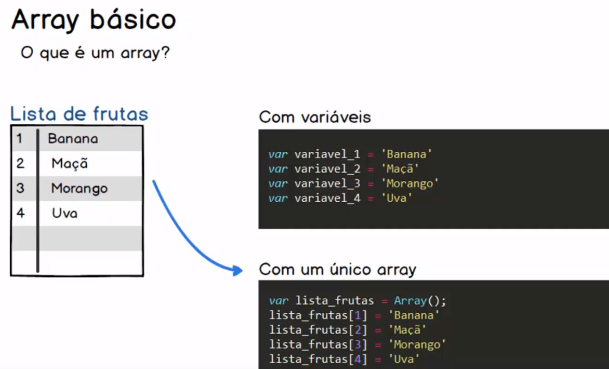 Array básico
O que é um array?
Lista de frutas
1 Banana
2 Maçã
3 Morango
4 Uva
Com variáveis
var variavel_1 = 'Banana'
var variavel_2 = 'Maçã'
var variavel_3 = 'Morango'
var variavel_4 = 'Uva'
Com um único array
var lista_frutas = Array();
lista_frutas[1] = 'Banana'
lista_frutas[2] = 'Maçã'
lista_frutas[3] = 'Morango'
lista_frutas[4] = 'Uva'